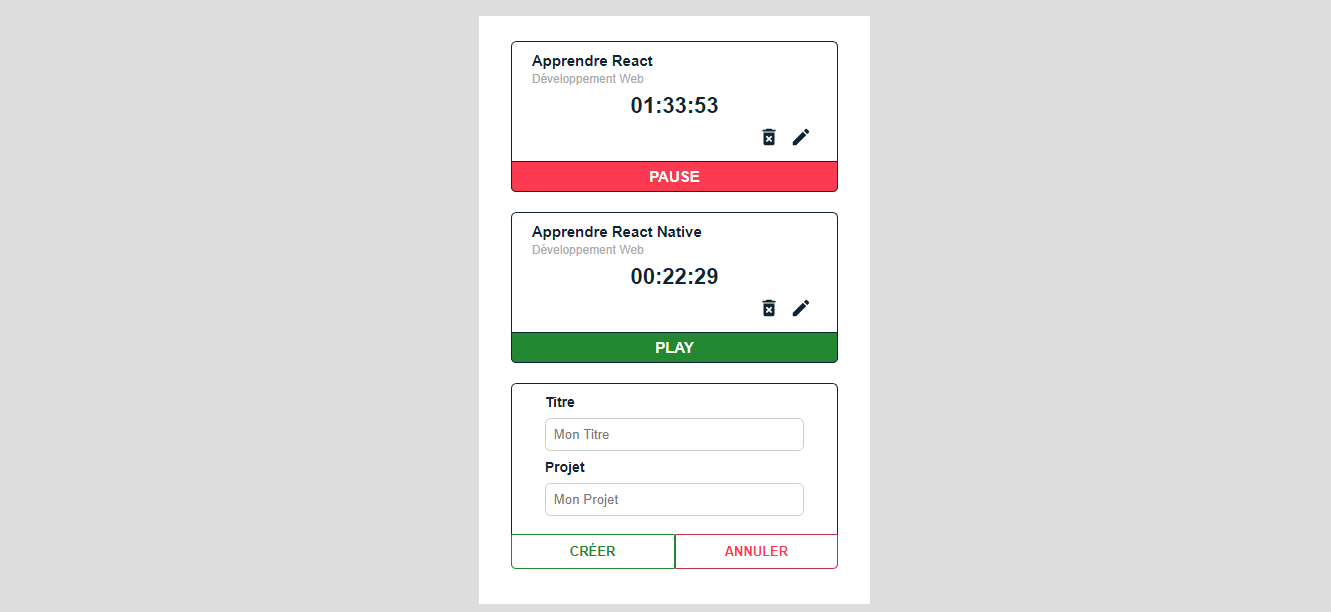 Apprendre React
Développement Web
01:33:53
PAUSE
Apprendre React Native
Développement Web
00:22:29
PLAY
Titre
Mon Titre
Projet
Mon Projet
CRÉER ANNULER